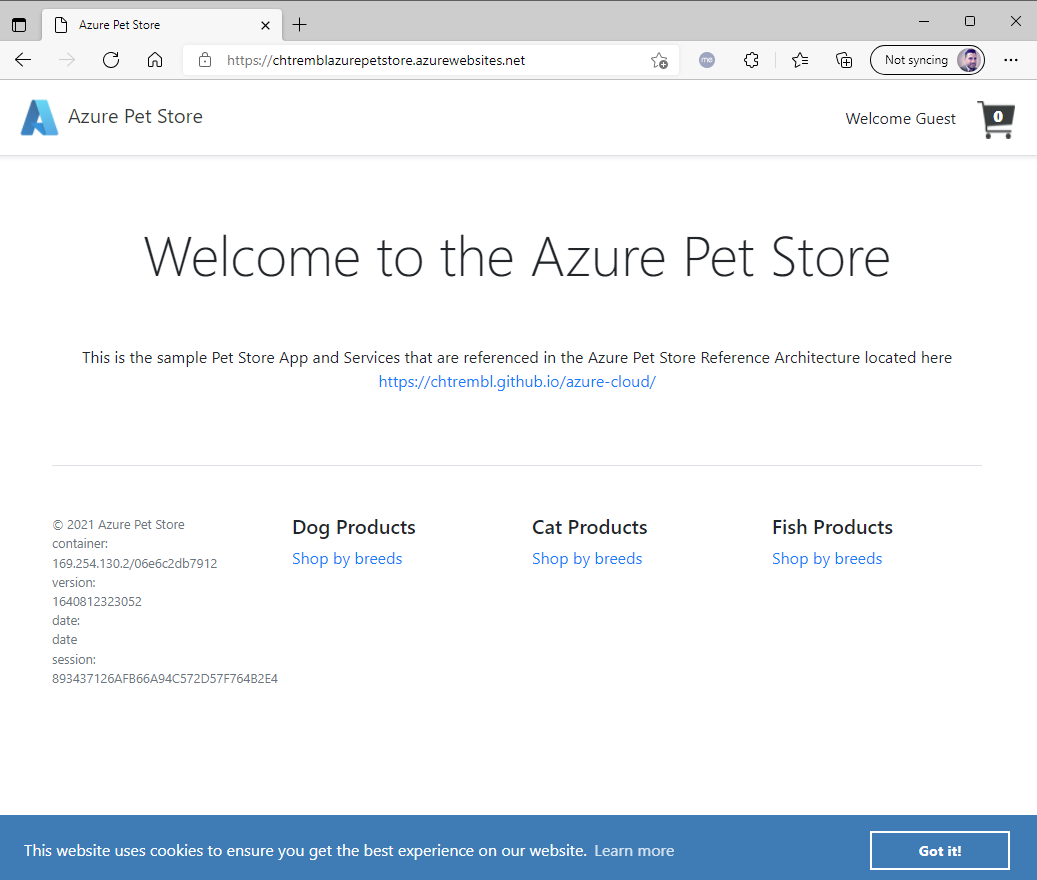 Azure Pet Store
https://chtremblazurepetstore.azurewebsites.net
me
Not syncing
Azure Pet Store
Welcome Guest
0
Welcome to the Azure Pet Store
This is the sample Pet Store App and Services that are referenced in the Azure Pet Store Reference Architecture located here
https://chtrembl.github.io/azure-cloud/
© 2021 Azure Pet Store
container:
169.254.130.2/06e6c2db7912
version:
1640812323052
date:
date
session:
893437126AFB66A94C572D57F764B2E4
Dog Products
Shop by breeds
Cat Products
Shop by breeds
Fish Products
Shop by breeds
This website uses cookies to ensure you get the best experience on our website. Learn more
Got it!